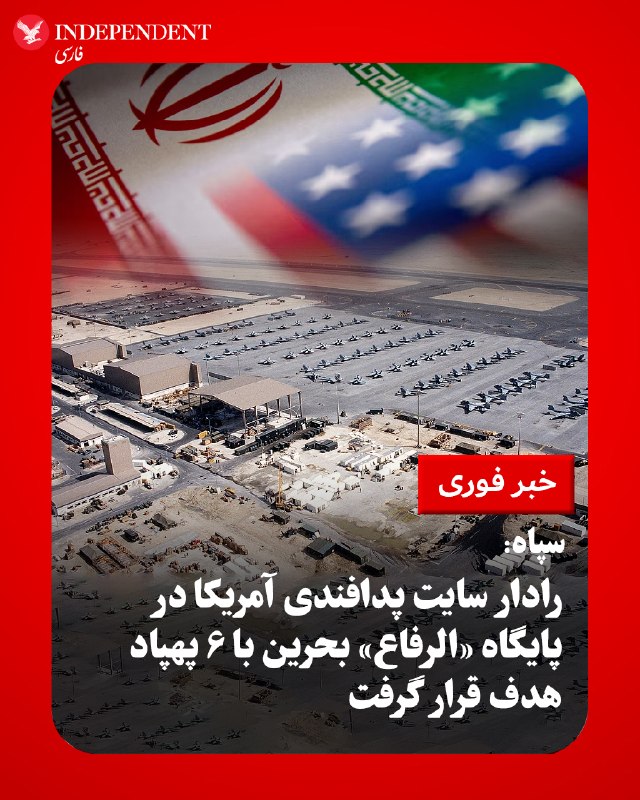 INDEPENDENT
فارسی
خبر فوری
سپاه:
رادار سایت پدافندی آمریکا در
پایگاه «الرفاع» بحرین با ۶ پهپاد
هدف قرار گرفت